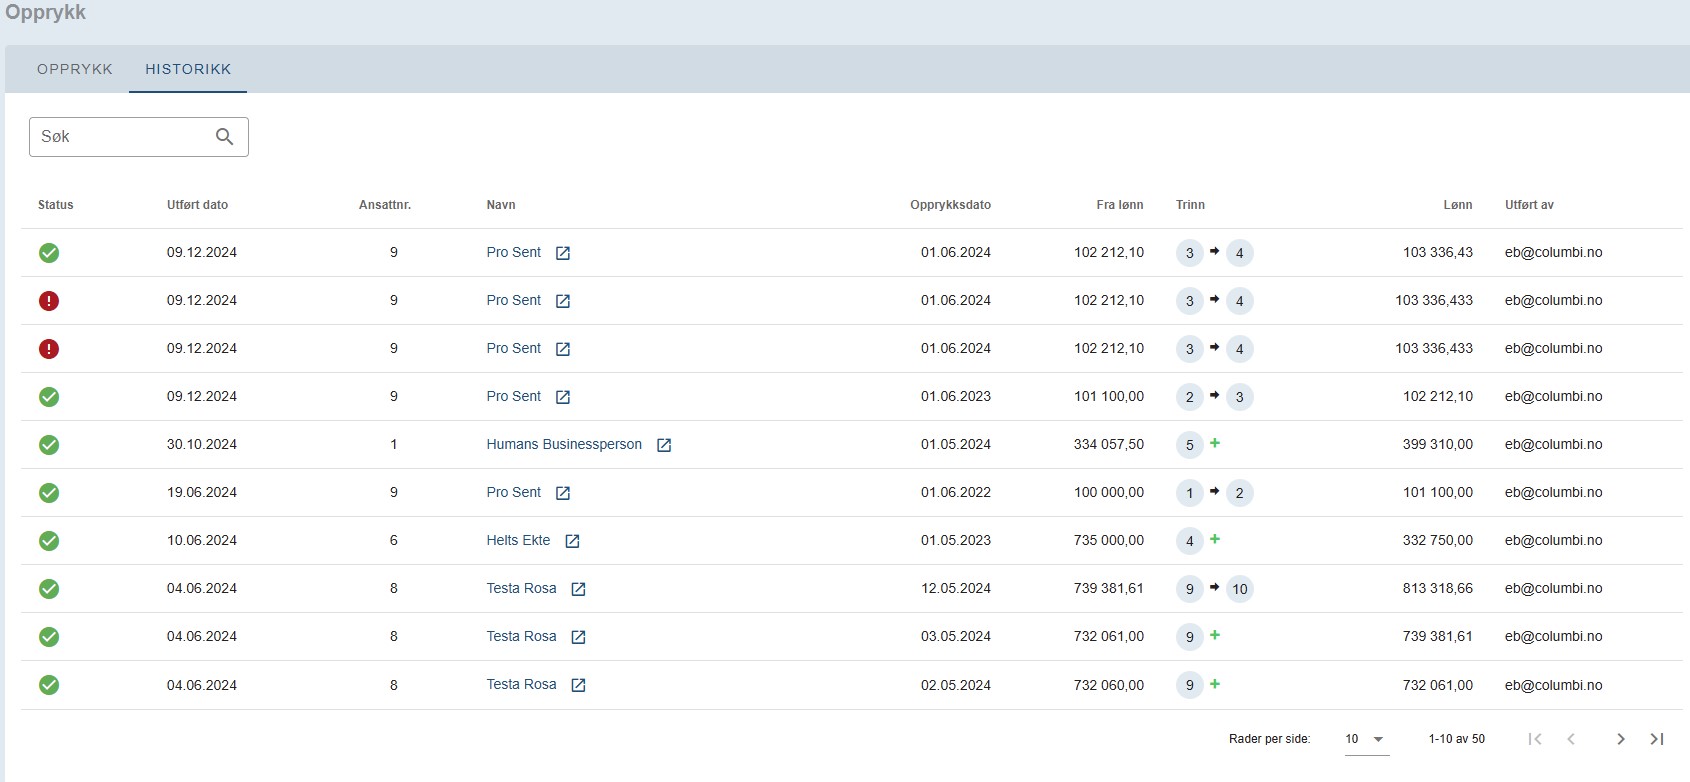 Opprykk
OPPRYKK HISTORIKK
Søk
Status Utført dato Ansattnr. Navn Opprykksdato Fra lønn Trinn Lønn Utført av
09.12.2024 9 Pro Sent 01.06.2024 102 212,10 3 4 103 336,43 eb@columbi.no
09.12.2024 9 Pro Sent 01.06.2024 102 212,10 3 4 103 336,433 eb@columbi.no
09.12.2024 9 Pro Sent 01.06.2024 102 212,10 3 4 103 336,433 eb@columbi.no
09.12.2024 9 Pro Sent 01.06.2023 101 100,00 2 3 102 212,10 eb@columbi.no
30.10.2024 1 Humans Businessperson 01.05.2024 334 057,50 5 + 399 310,00 eb@columbi.no
19.06.2024 9 Pro Sent 01.06.2022 100 000,00 1 2 101 100,00 eb@columbi.no
10.06.2024 6 Helts Ekte 01.05.2023 735 000,00 4 + 332 750,00 eb@columbi.no
04.06.2024 8 Testa Rosa 12.05.2024 739 381,61 9 10 813 318,66 eb@columbi.no
04.06.2024 8 Testa Rosa 03.05.2024 732 061,00 9 + 739 381,61 eb@columbi.no
04.06.2024 8 Testa Rosa 02.05.2024 732 060,00 9 + 732 061,00 eb@columbi.no
Rader per side: 10 1-10 av 50